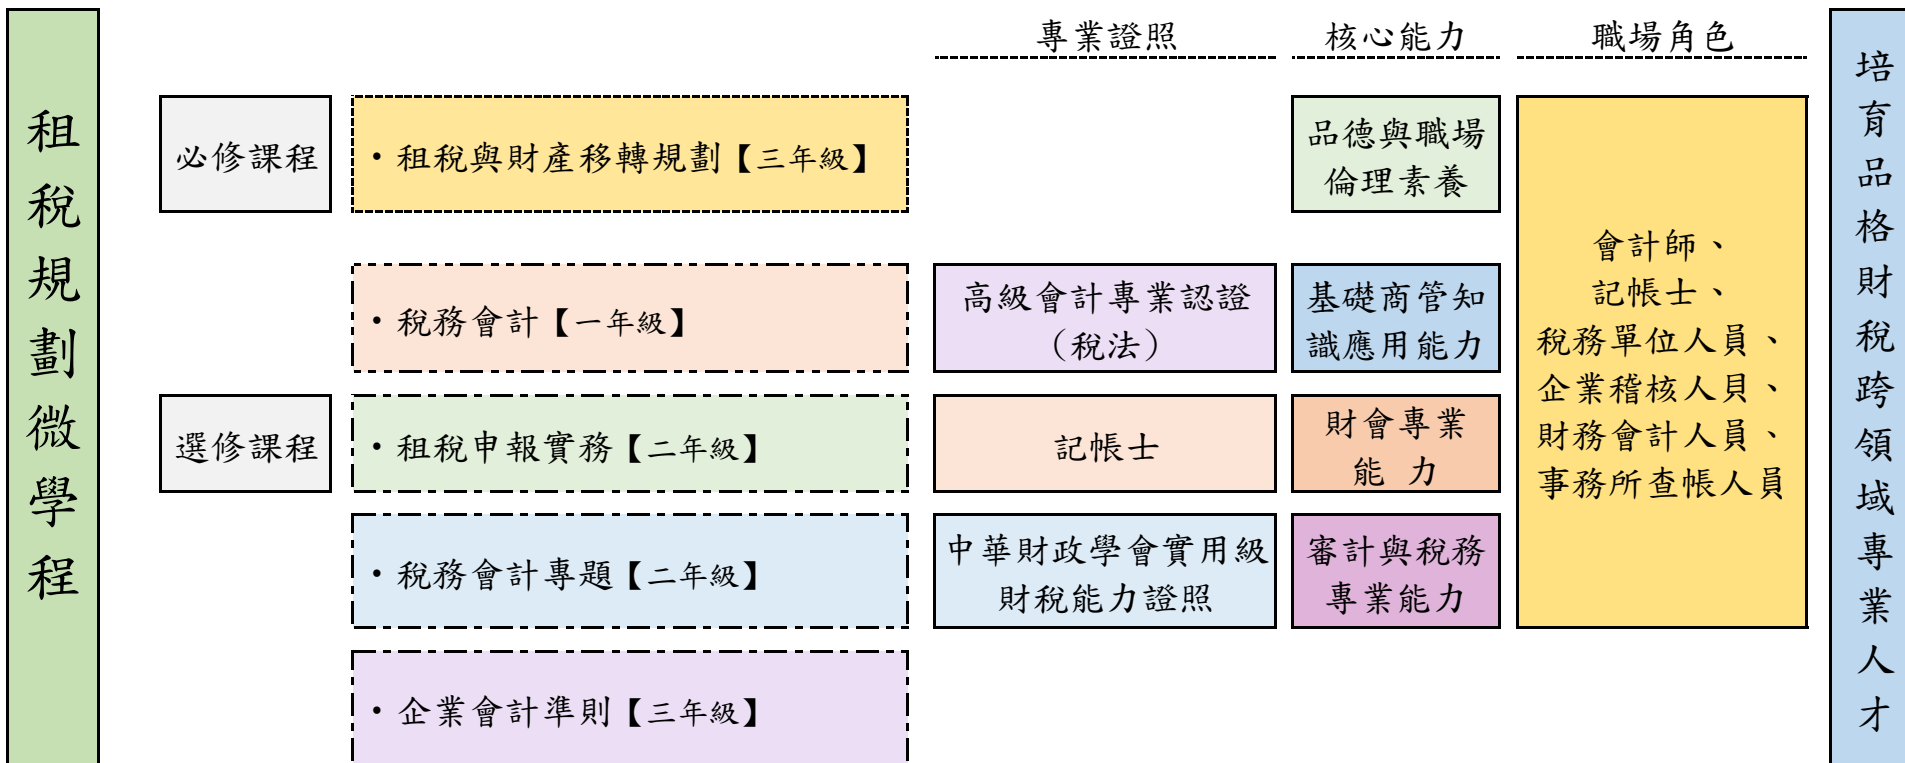 租稅規劃微學程
專業證照
核心能力
職場角色
必修課程
・租稅與財產移轉規劃【三年級】
品德與職場
倫理素養
・稅務會計【一年級】
高級會計專業認證
（稅法）
基礎商管知
識應用能力
選修課程
・租稅申報實務【二年級】
記帳士
財會專業
能 力
・稅務會計專題【二年級】
中華財政學會實用級
財稅能力證照
審計與稅務
專業能力
・企業會計準則【三年級】
會計師、
記帳士、
稅務單位人員、
企業稽核人員、
財務會計人員、
事務所查帳人員
培育品格財稅跨領域專業人才